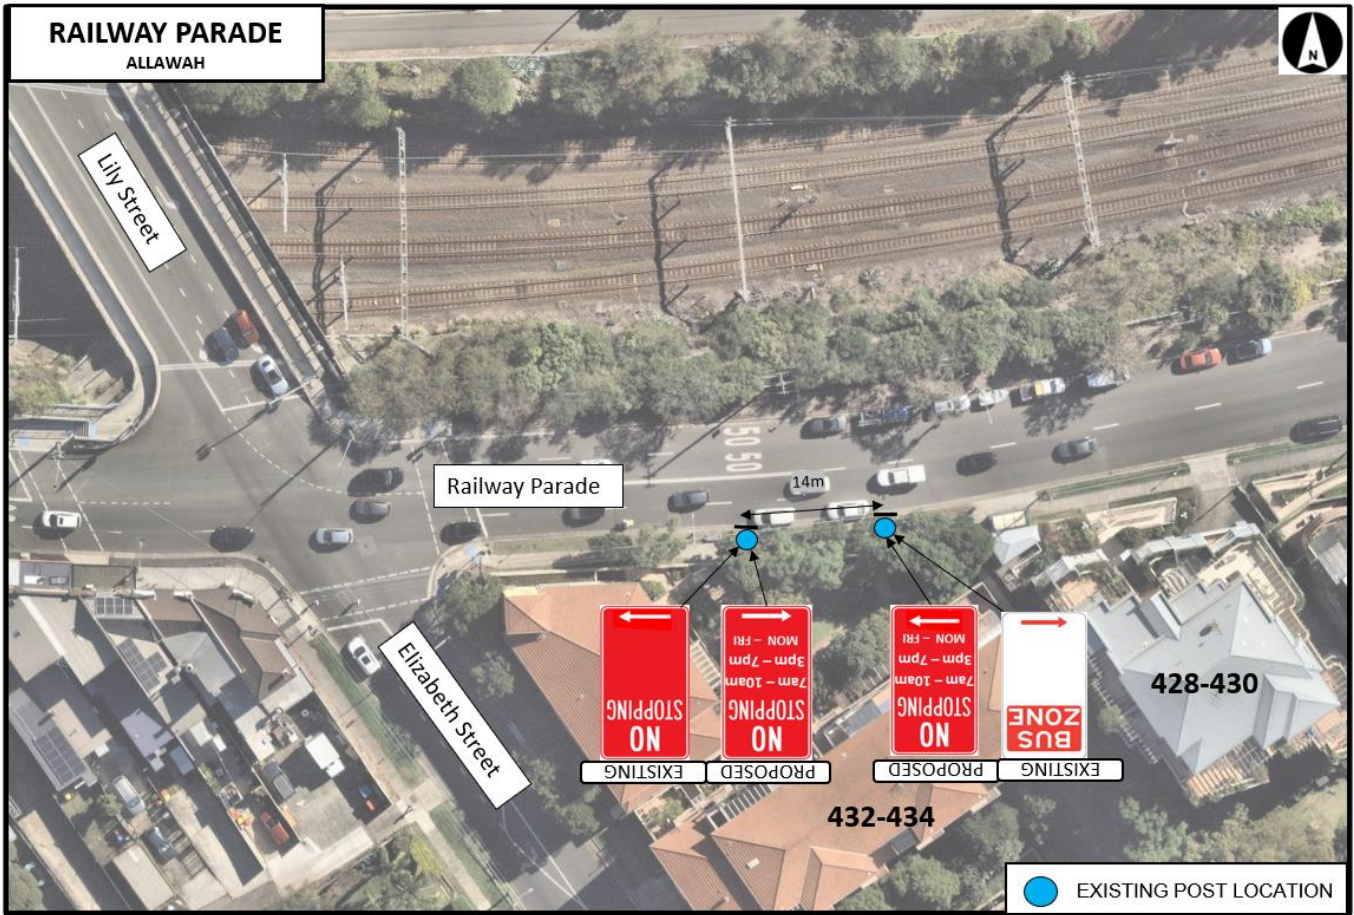 RAILWAY PARADE
ALLAWAH
N
Lily Street
50 50
Railway Parade
14m
Elizabeth Street
EXISTING
NO
STOPPING
PROPOSED
NO
STOPPING
7am – 10am
3pm – 7pm
MON – FRI
PROPOSED
NO
STOPPING
7am – 10am
3pm – 7pm
MON – FRI
EXISTING
BUS
ZONE
428-430
432-434
EXISTING POST LOCATION